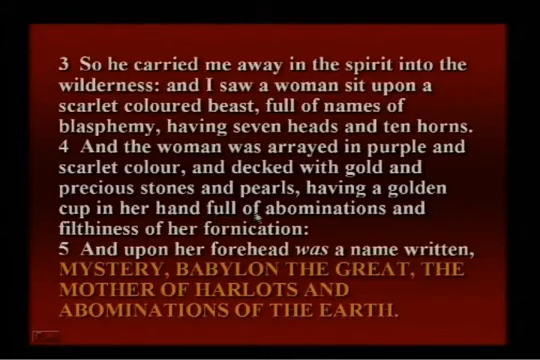 3 So he carried me away in the spirit into the
wilderness: and I saw a woman sit upon a
scarlet coloured beast, full of names of
blasphemy, having seven heads and ten horns.
4 And the woman was arrayed in purple and
scarlet colour, and decked with gold and
precious stones and pearls, having a golden
cup in her hand full of abominations and
filthiness of her fornication:
5 And upon her forehead was a name written,
MYSTERY, BABYLON THE GREAT, THE
MOTHER OF HARLOTS AND
ABOMINATIONS OF THE EARTH.